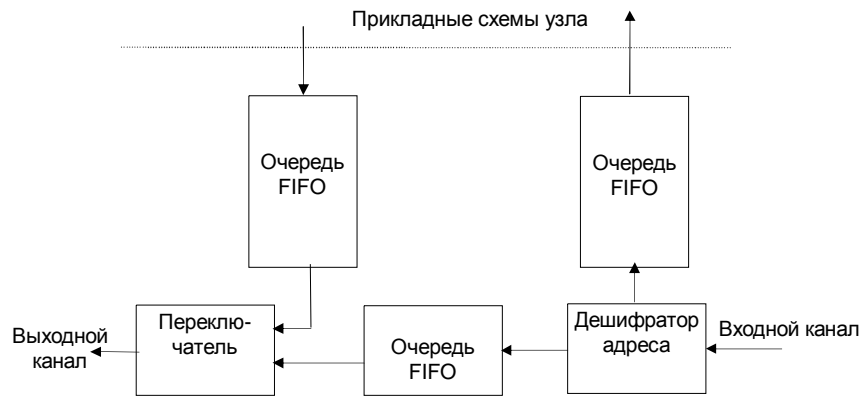 Прикладные схемы узла
Очередь
FIFO
Очередь
FIFO
Выходной
канал
Переклю-
чатель
Очередь
FIFO
Дешифратор
адреса
Входной канал